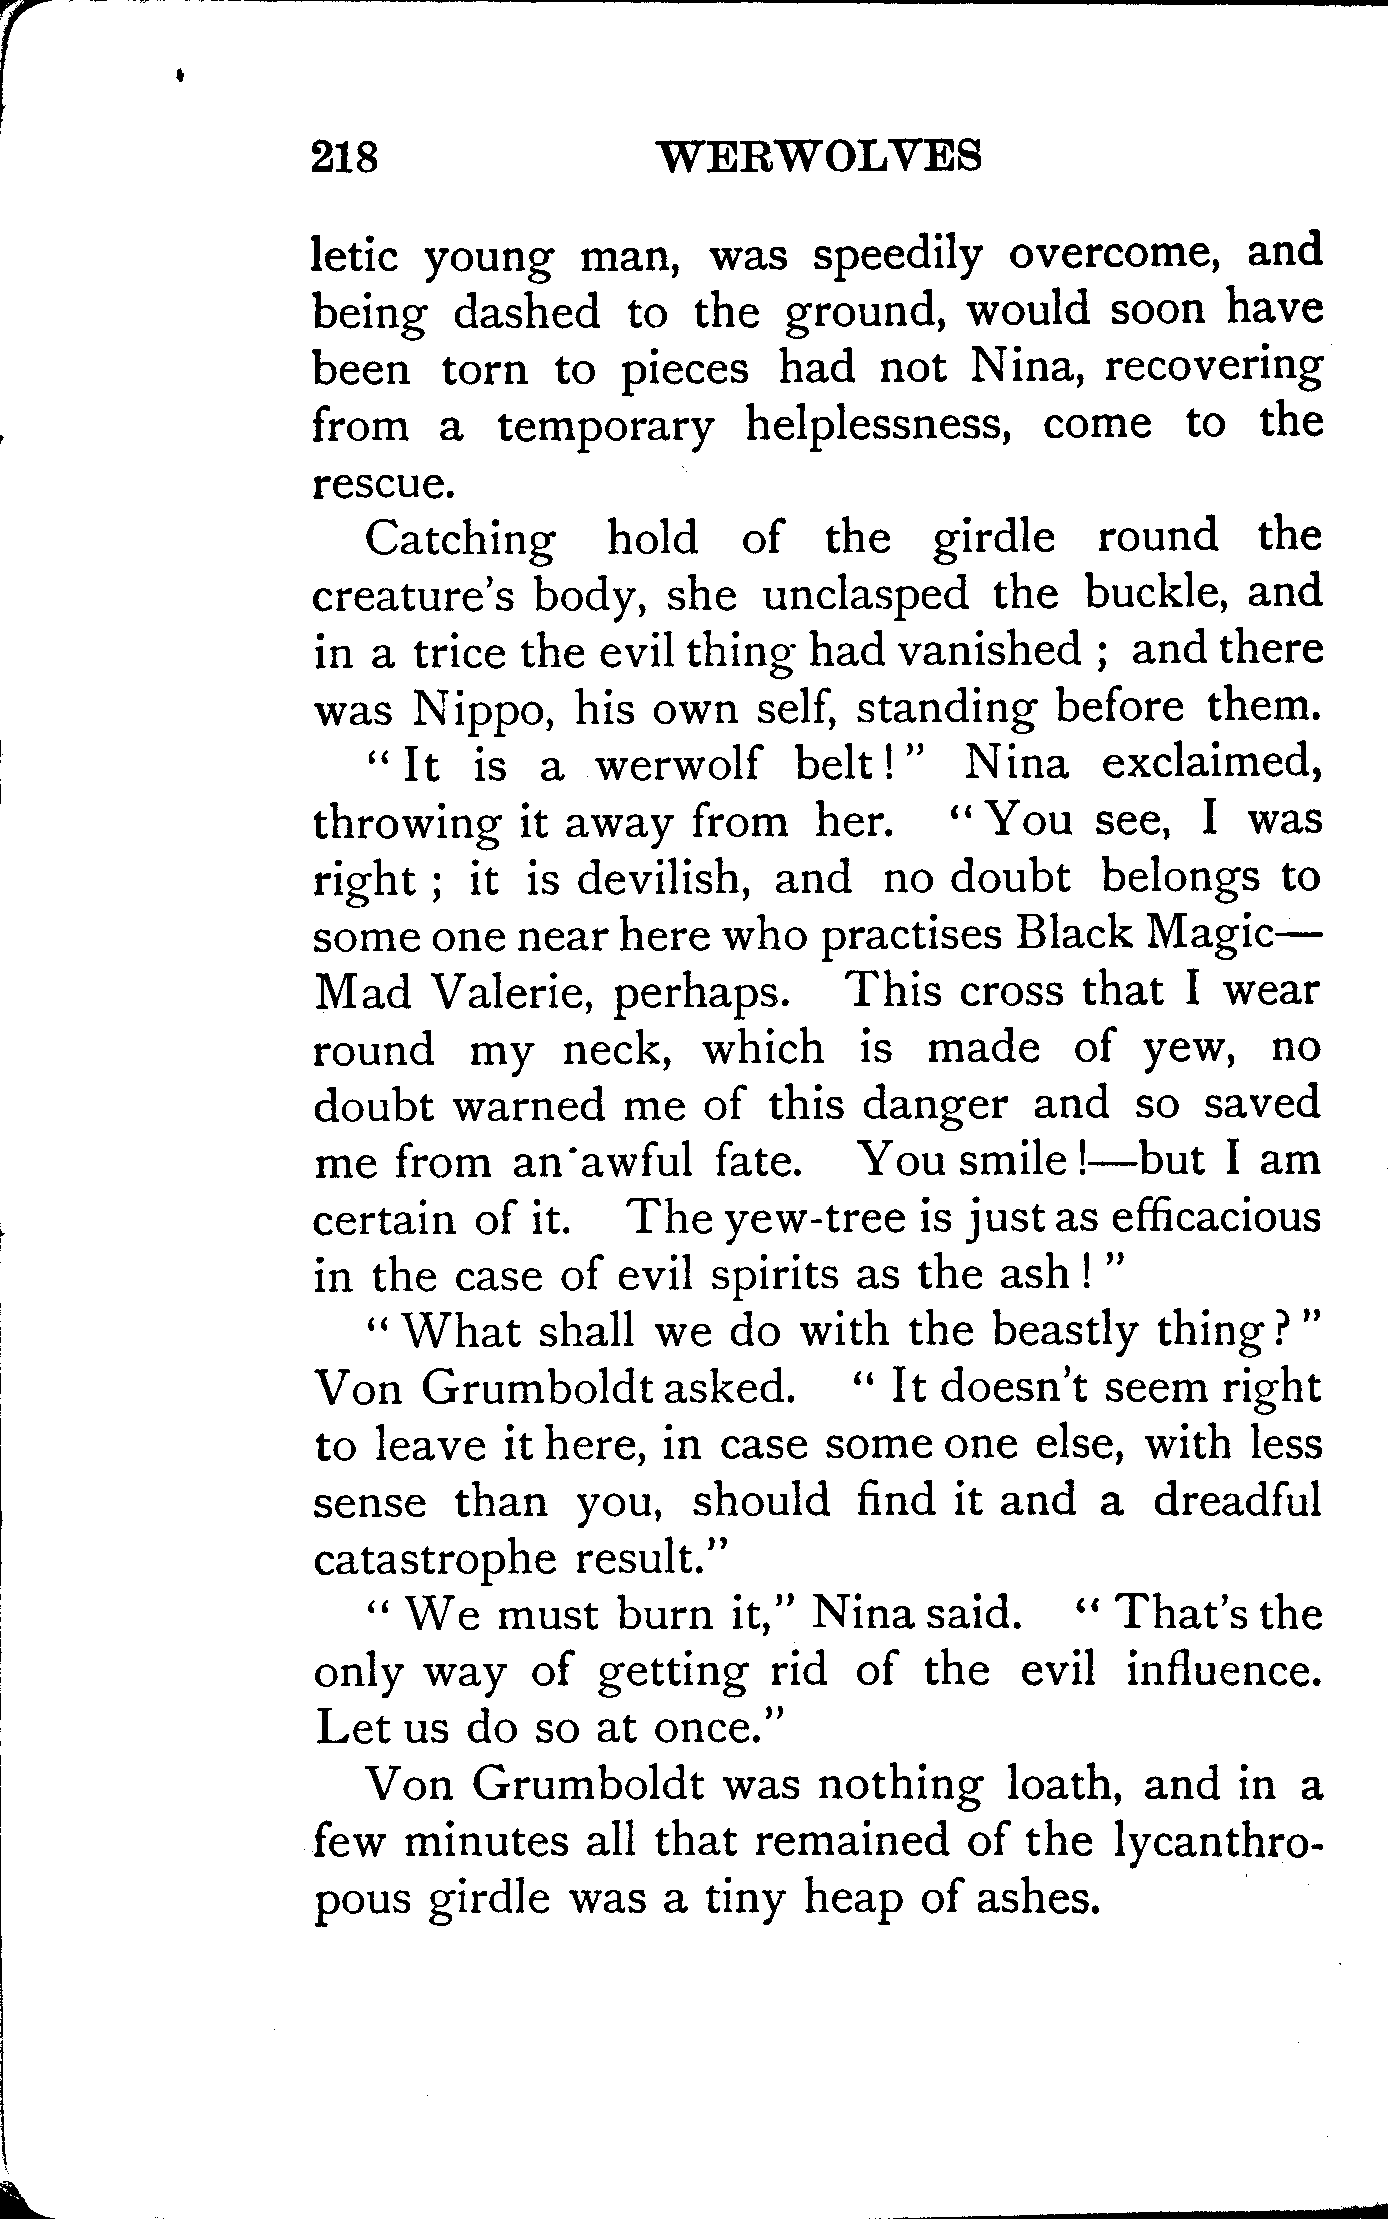 218 WERWOLVES
letic young man, was speedily overcome, and
being dashed to the ground, would soon have
been torn to pieces had not Nina, recovering
from a temporary helplessness, come to the
rescue.
Catching hold of the girdle round the
creature's body, she unclasped the buckle, and
in a trice the evil thing had vanished ; and there
was Nippo, his own self, standing before them.
“ It is a werwolf belt ! ” Nina exclaimed,
throwing it away from her. “ You see, I was
right ; it is devilish, and no doubt belongs to
some one near here who practises Black Magic—
Mad Valerie, perhaps. This cross that I wear
round my neck, which is made of yew, no
doubt warned me of this danger and so saved
me from an awful fate. You smile !—but I am
certain of it. The yew-tree is just as efficacious
in the case of evil spirits as the ash ! ”
“ What shall we do with the beastly thing ? ”
Von Grumboldt asked. “ It doesn't seem right
to leave it here, in case some one else, with less
sense than you, should find it and a dreadful
catastrophe result.”
“ We must burn it,” Nina said. “ That's the
only way of getting rid of the evil influence.
Let us do so at once.”
Von Grumboldt was nothing loath, and in a
few minutes all that remained of the lycanthro-
pous girdle was a tiny heap of ashes.